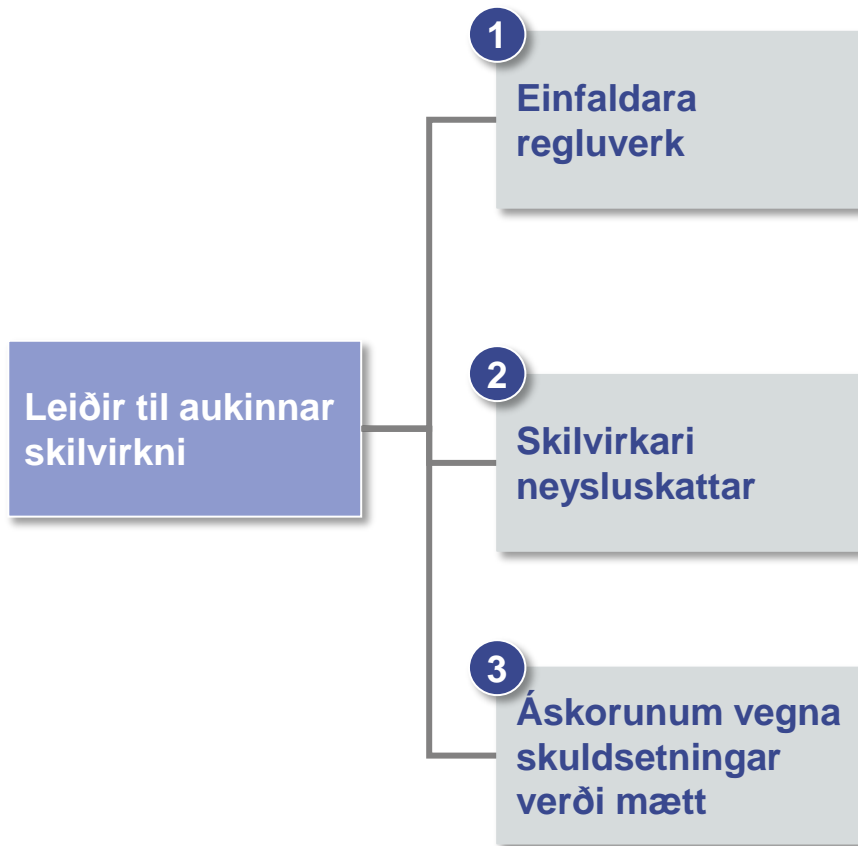 1
Einfaldara
regluverk
Leiðir til aukinnar
skilvirkni
2
Skilvirkari
neysluskattar
3
Áskorunum vegna
skuldsetningar
verði mætt